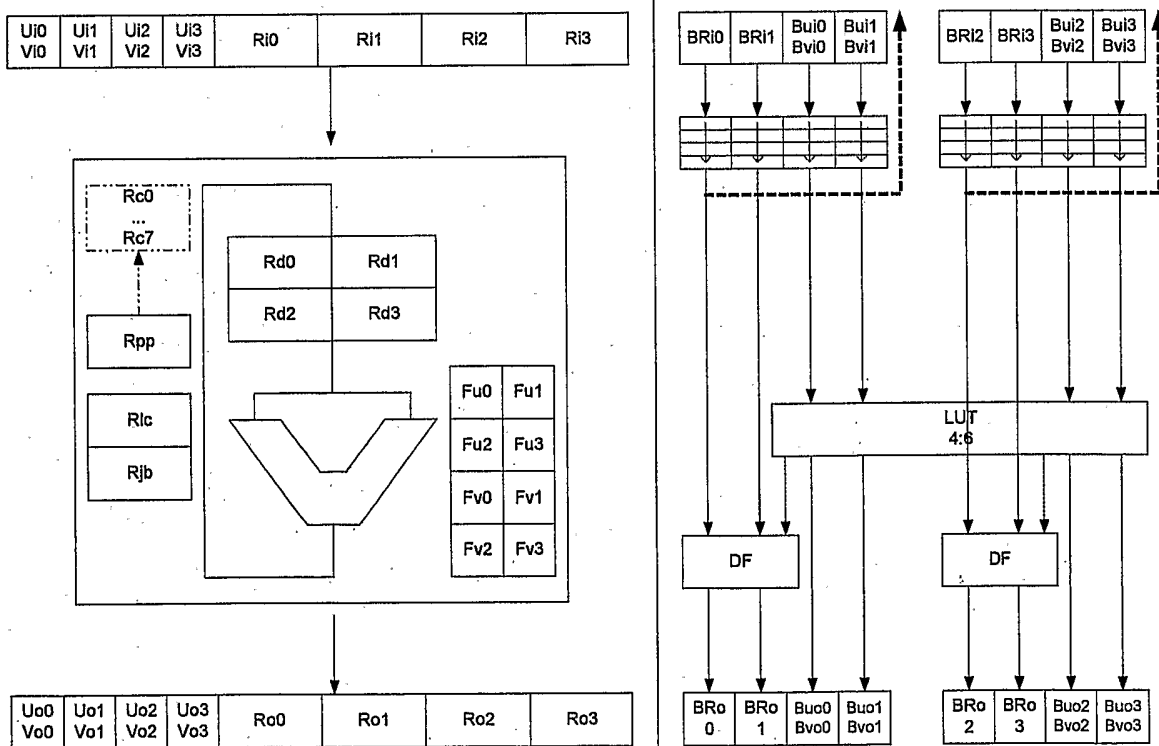 Ui0 Ui1 Ui2 Ui3 Ri0 Ri1 Ri2 Ri3
Vi0 Vi1 Vi2 Vi3
Rc0
...
Rc7
Rd0 Rd1
Rd2 Rd3
Rpp
Rlc
Rjb
Fu0 Fu1
Fu2 Fu3
Fv0 Fv1
Fv2 Fv3
Uo0 Uo1 Uo2 Uo3 Ro0 Ro1 Ro2 Ro3
Vo0 Vo1 Vo2 Vo3
BRi0 BRi1 Bui0 Bui1
Bvi0 Bvi1
BRi2 BRi3 Bui2 Bui3
Bvi2 Bvi3
LUT
4:6
DF
DF
BRo BRo Buo0 Buo1
0 1 Bvo0 Bvo1
BRo BRo Buo2 Buo3
2 3 Bvo2 Bvo3